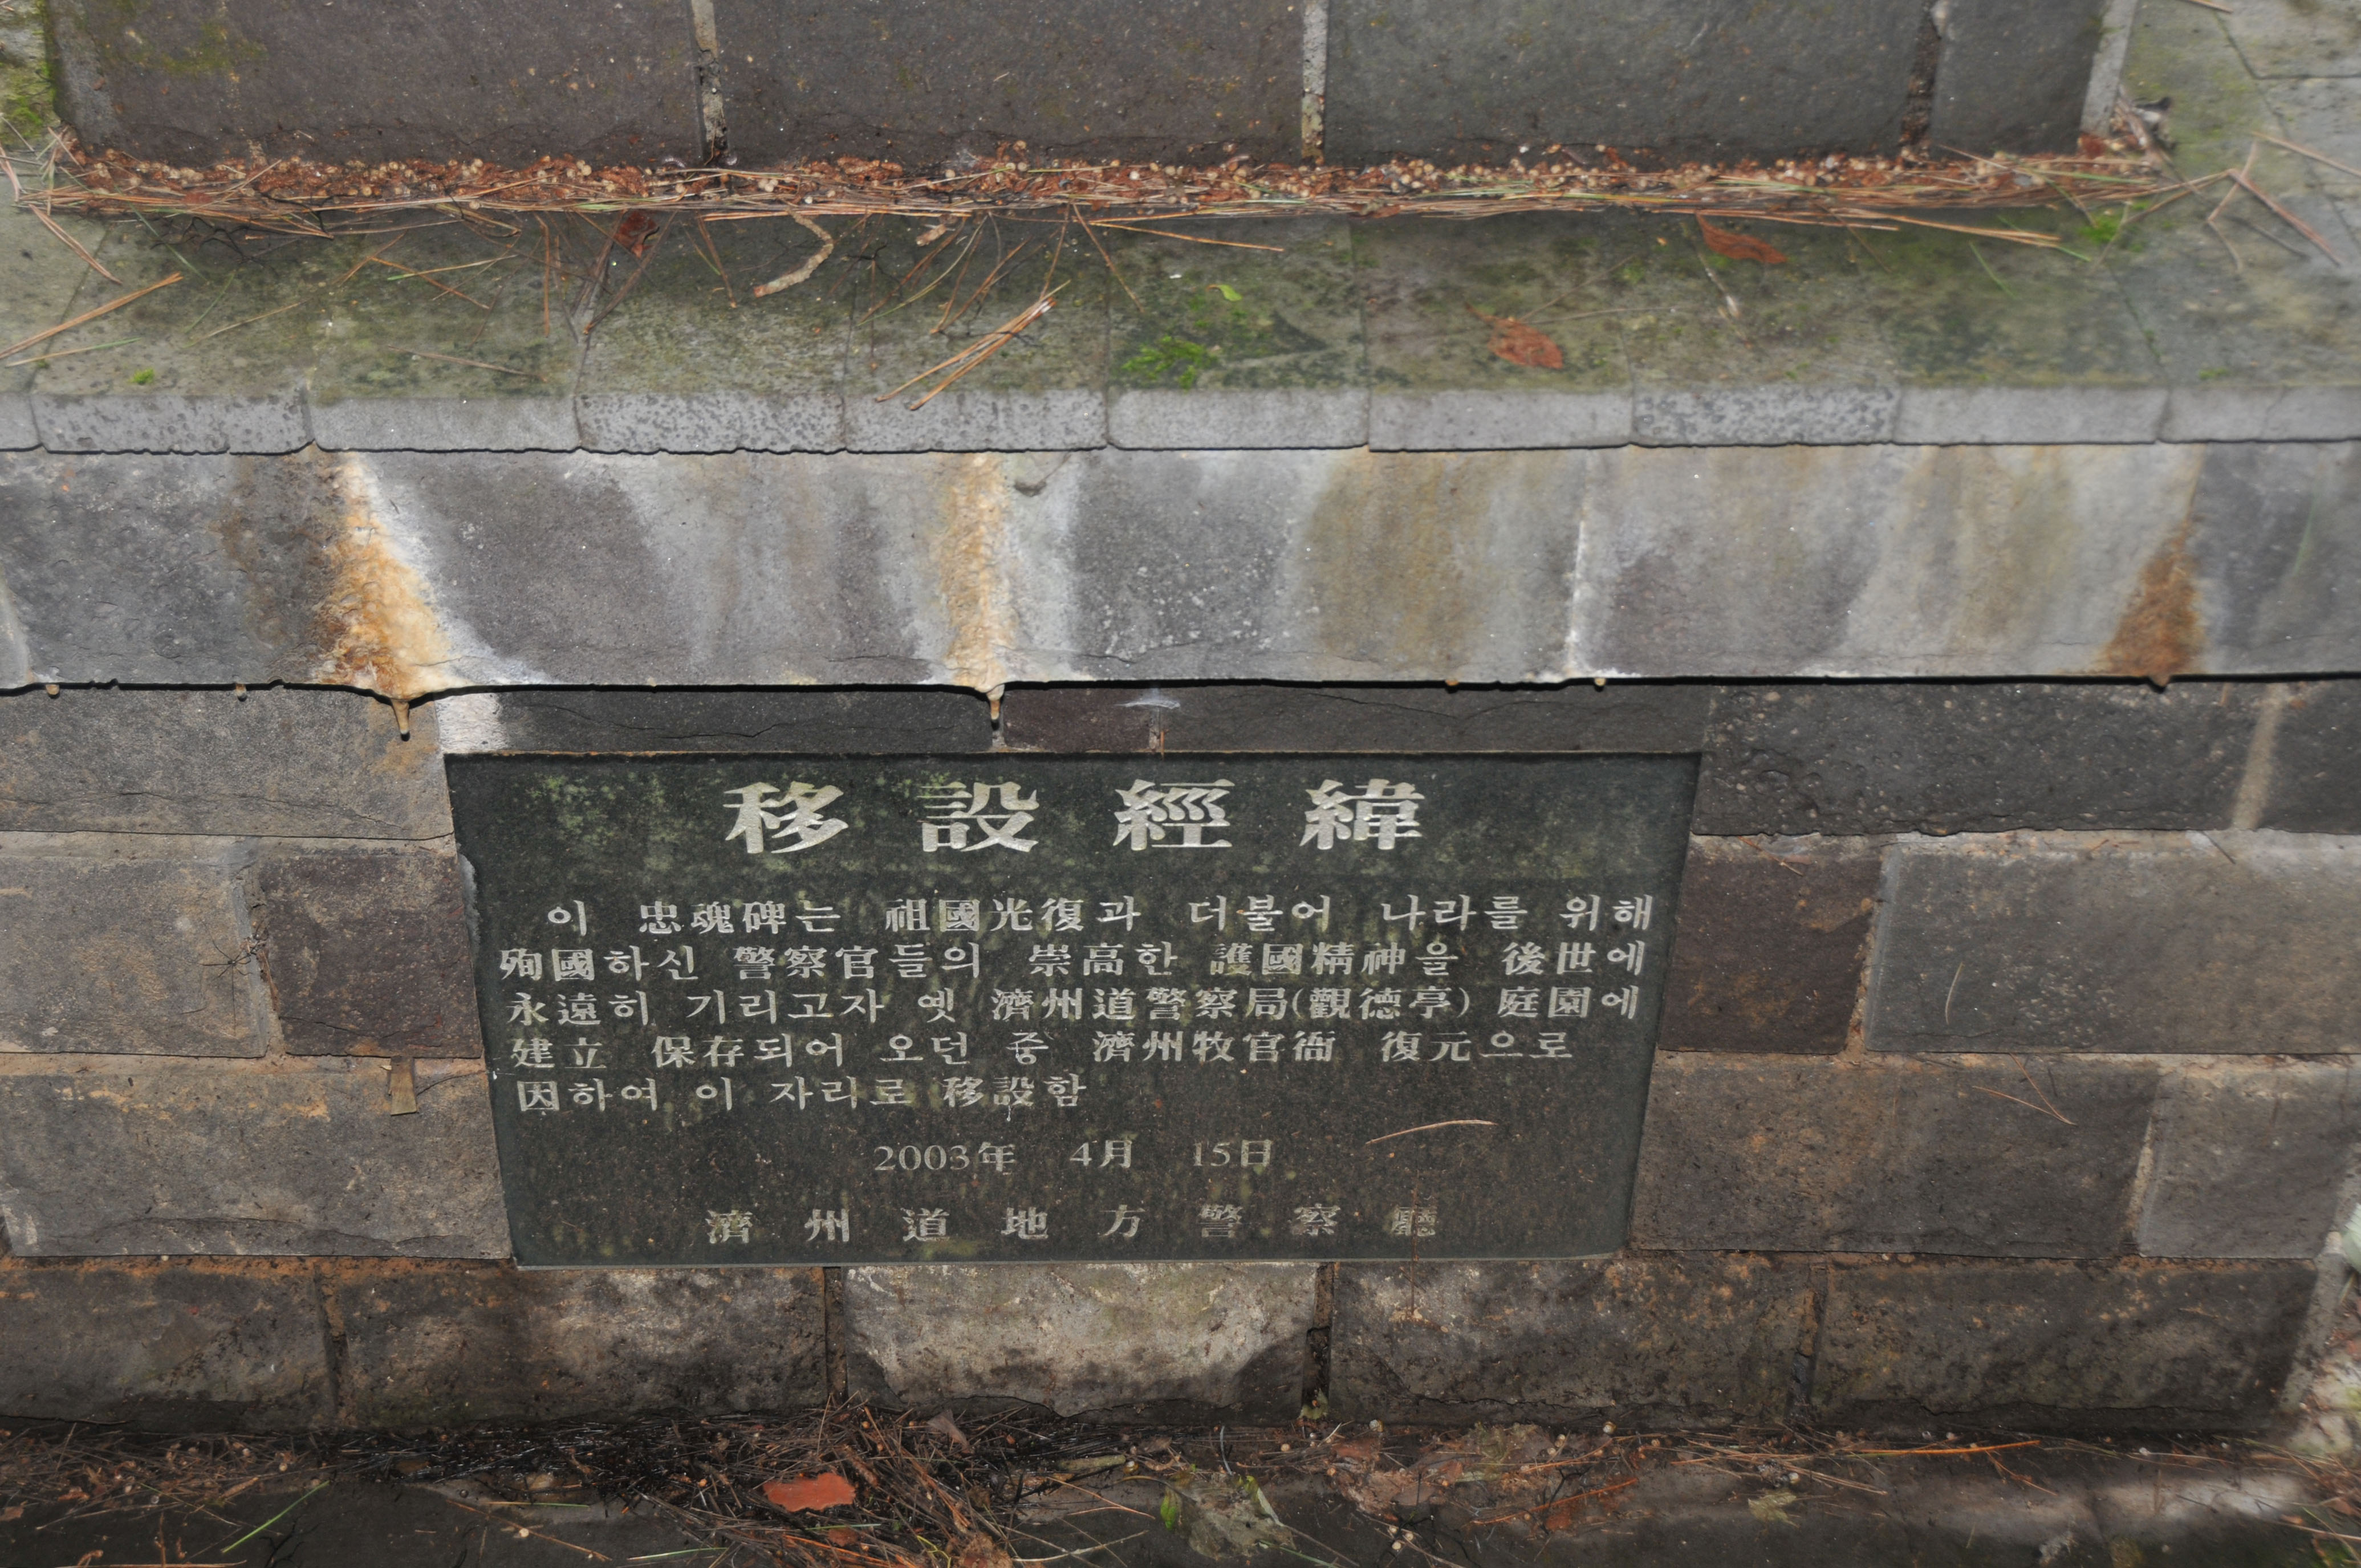 移設經緯
이 忠魂碑는 祖國光復과 더불어 나라를 위해
殉國하신 警察官들의 崇高한 護國精神을 後世에
永遠히 기리고자 옛 濟州道警察局(觀德亭) 庭園에
建立 保存되어 오던 중 濟州牧官衙 復元으로
因하여 이 자리로 移設함
2003年 4月 15日
濟州道地方警察廳